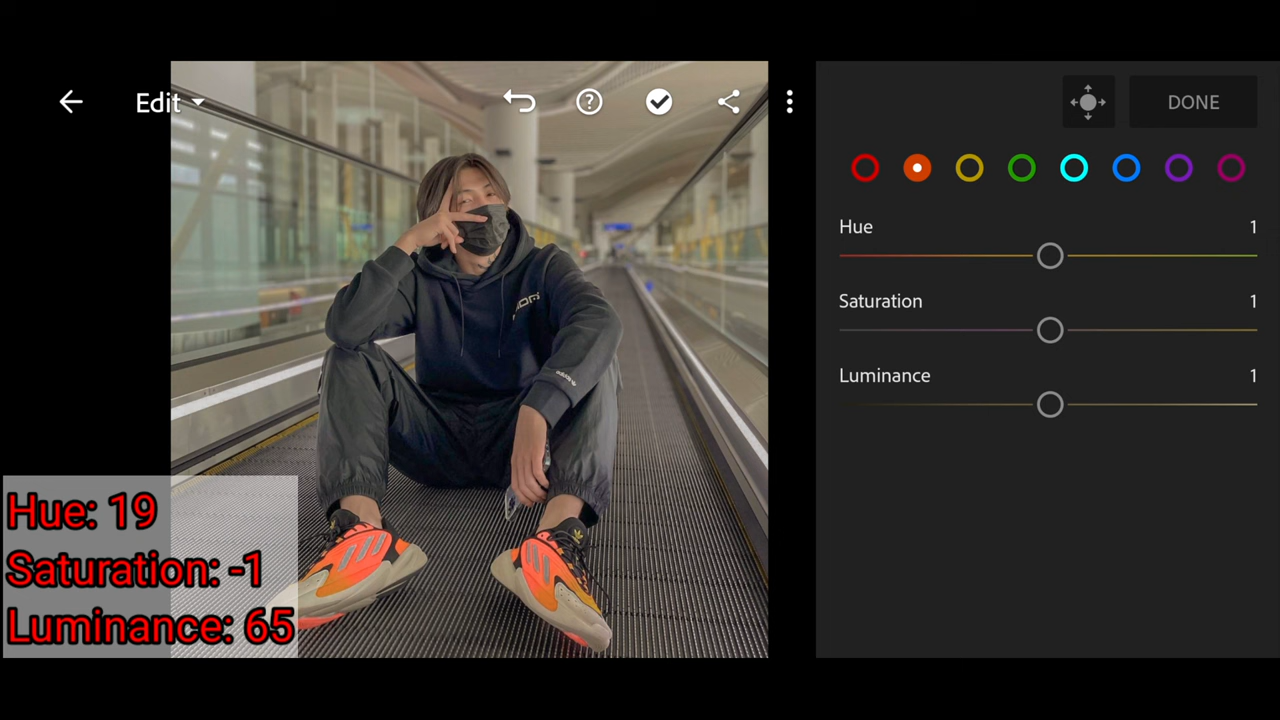 Edit
DONE
Hue 1
Saturation 1
Luminance 1
Hue: 19
Saturation: -1
Luminance: 65